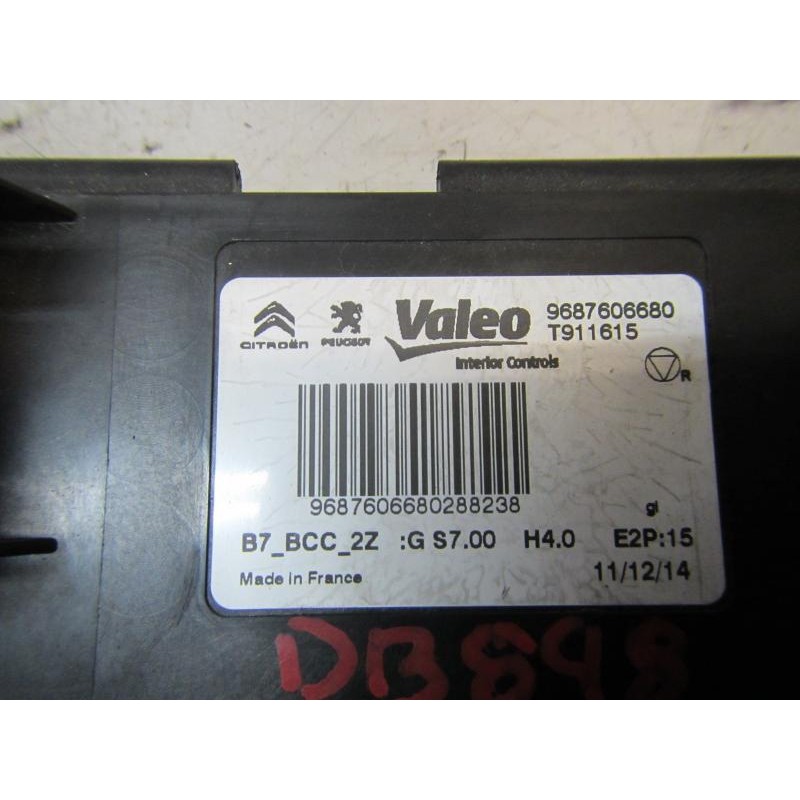 CITROËN PEUGEOT Valeo 9687606680
T911615
Interior Controls
R
9687606680288238
gl
B7_BCC_2Z :G S7.00 H4.0 E2P:15
Made in France 11/12/14
DB898